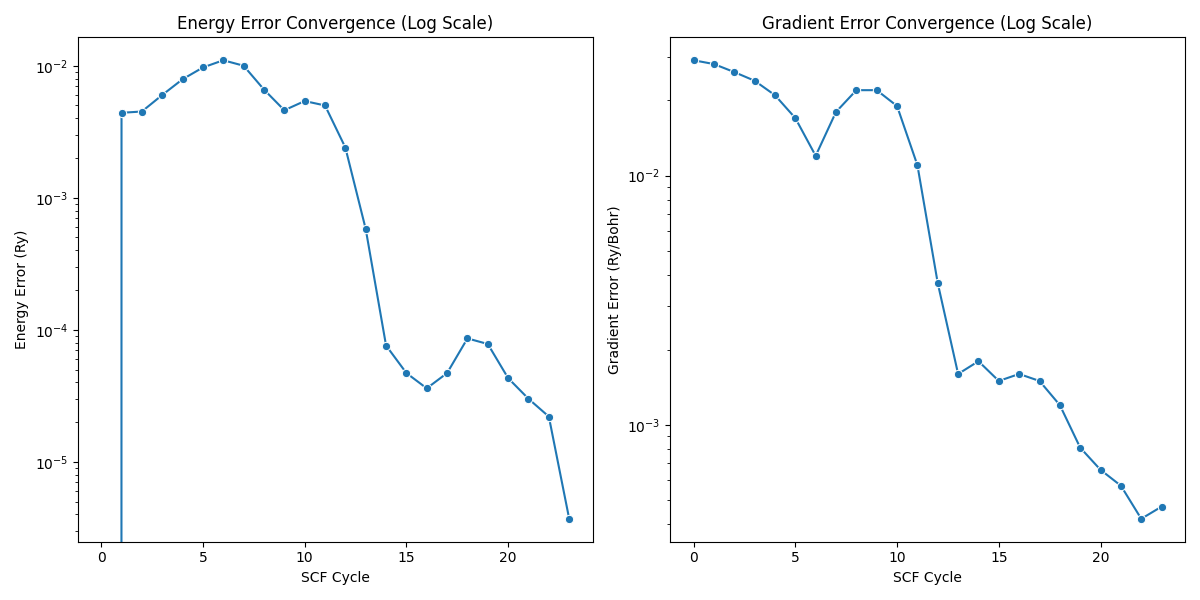 Energy Error Convergence (Log Scale)
Energy Error (Ry)
10⁻²
10⁻³
10⁻⁴
10⁻⁵
0 5 10 15 20
SCF Cycle
Gradient Error Convergence (Log Scale)
Gradient Error (Ry/Bohr)
10⁻²
10⁻³
0 5 10 15 20
SCF Cycle